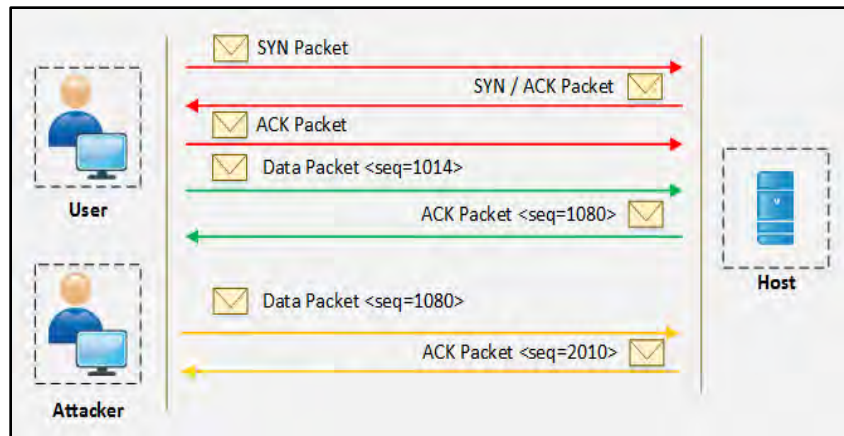 SYN Packet
SYN / ACK Packet
ACK Packet
Data Packet <seq=1014>
User
ACK Packet <seq=1080>
Host
Data Packet <seq=1080>
ACK Packet <seq=2010>
Attacker